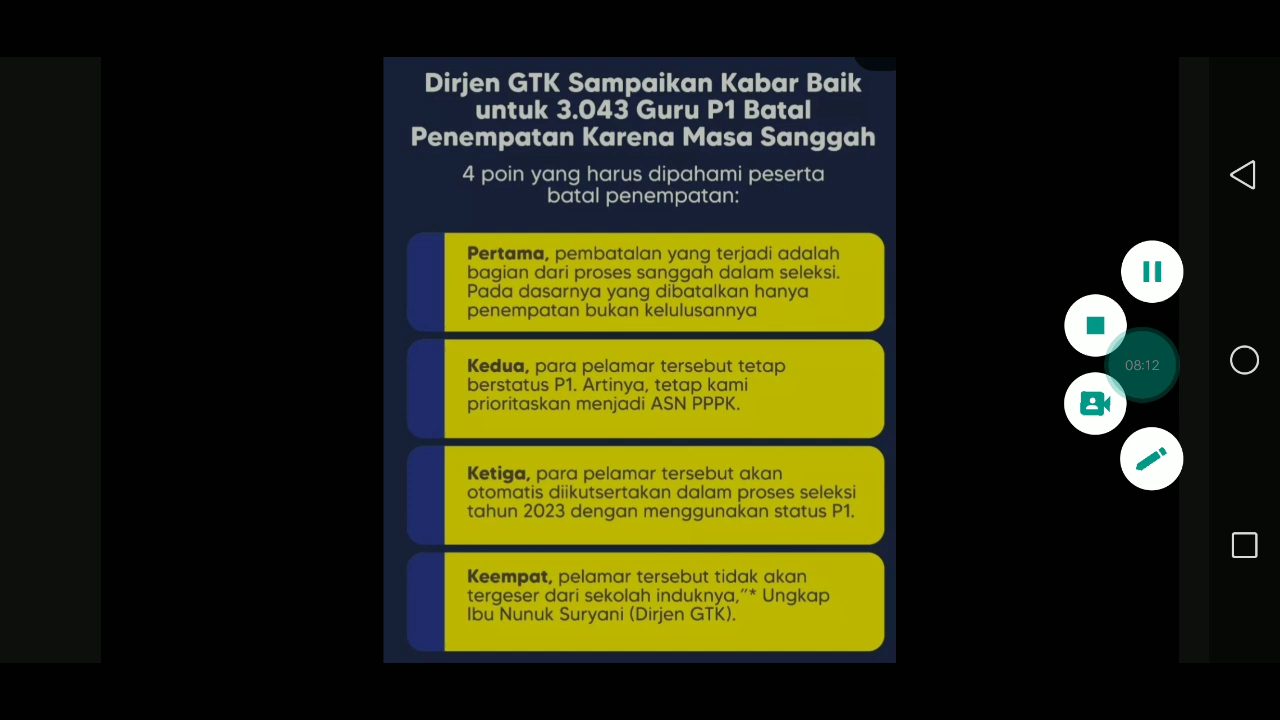 Dirjen GTK Sampaikan Kabar Baik
untuk 3.043 Guru P1 Batal
Penempatan Karena Masa Sanggah
4 poin yang harus dipahami peserta
batal penempatan:
Pertama, pembatalan yang terjadi adalah
bagian dari proses sanggah dalam seleksi.
Pada dasarnya yang dibatalkan hanya
penempatan bukan kelulusannya
Kedua, para pelamar tersebut tetap
berstatus P1. Artinya, tetap kami
prioritaskan menjadi ASN PPPK.
Ketiga, para pelamar tersebut akan
otomatis diikutsertakan dalam proses seleksi
tahun 2023 dengan menggunakan status P1.
Keempat, pelamar tersebut tidak akan
tergeser dari sekolah induknya,"* Ungkap
Ibu Nunuk Suryani (Dirjen GTK).
08:12